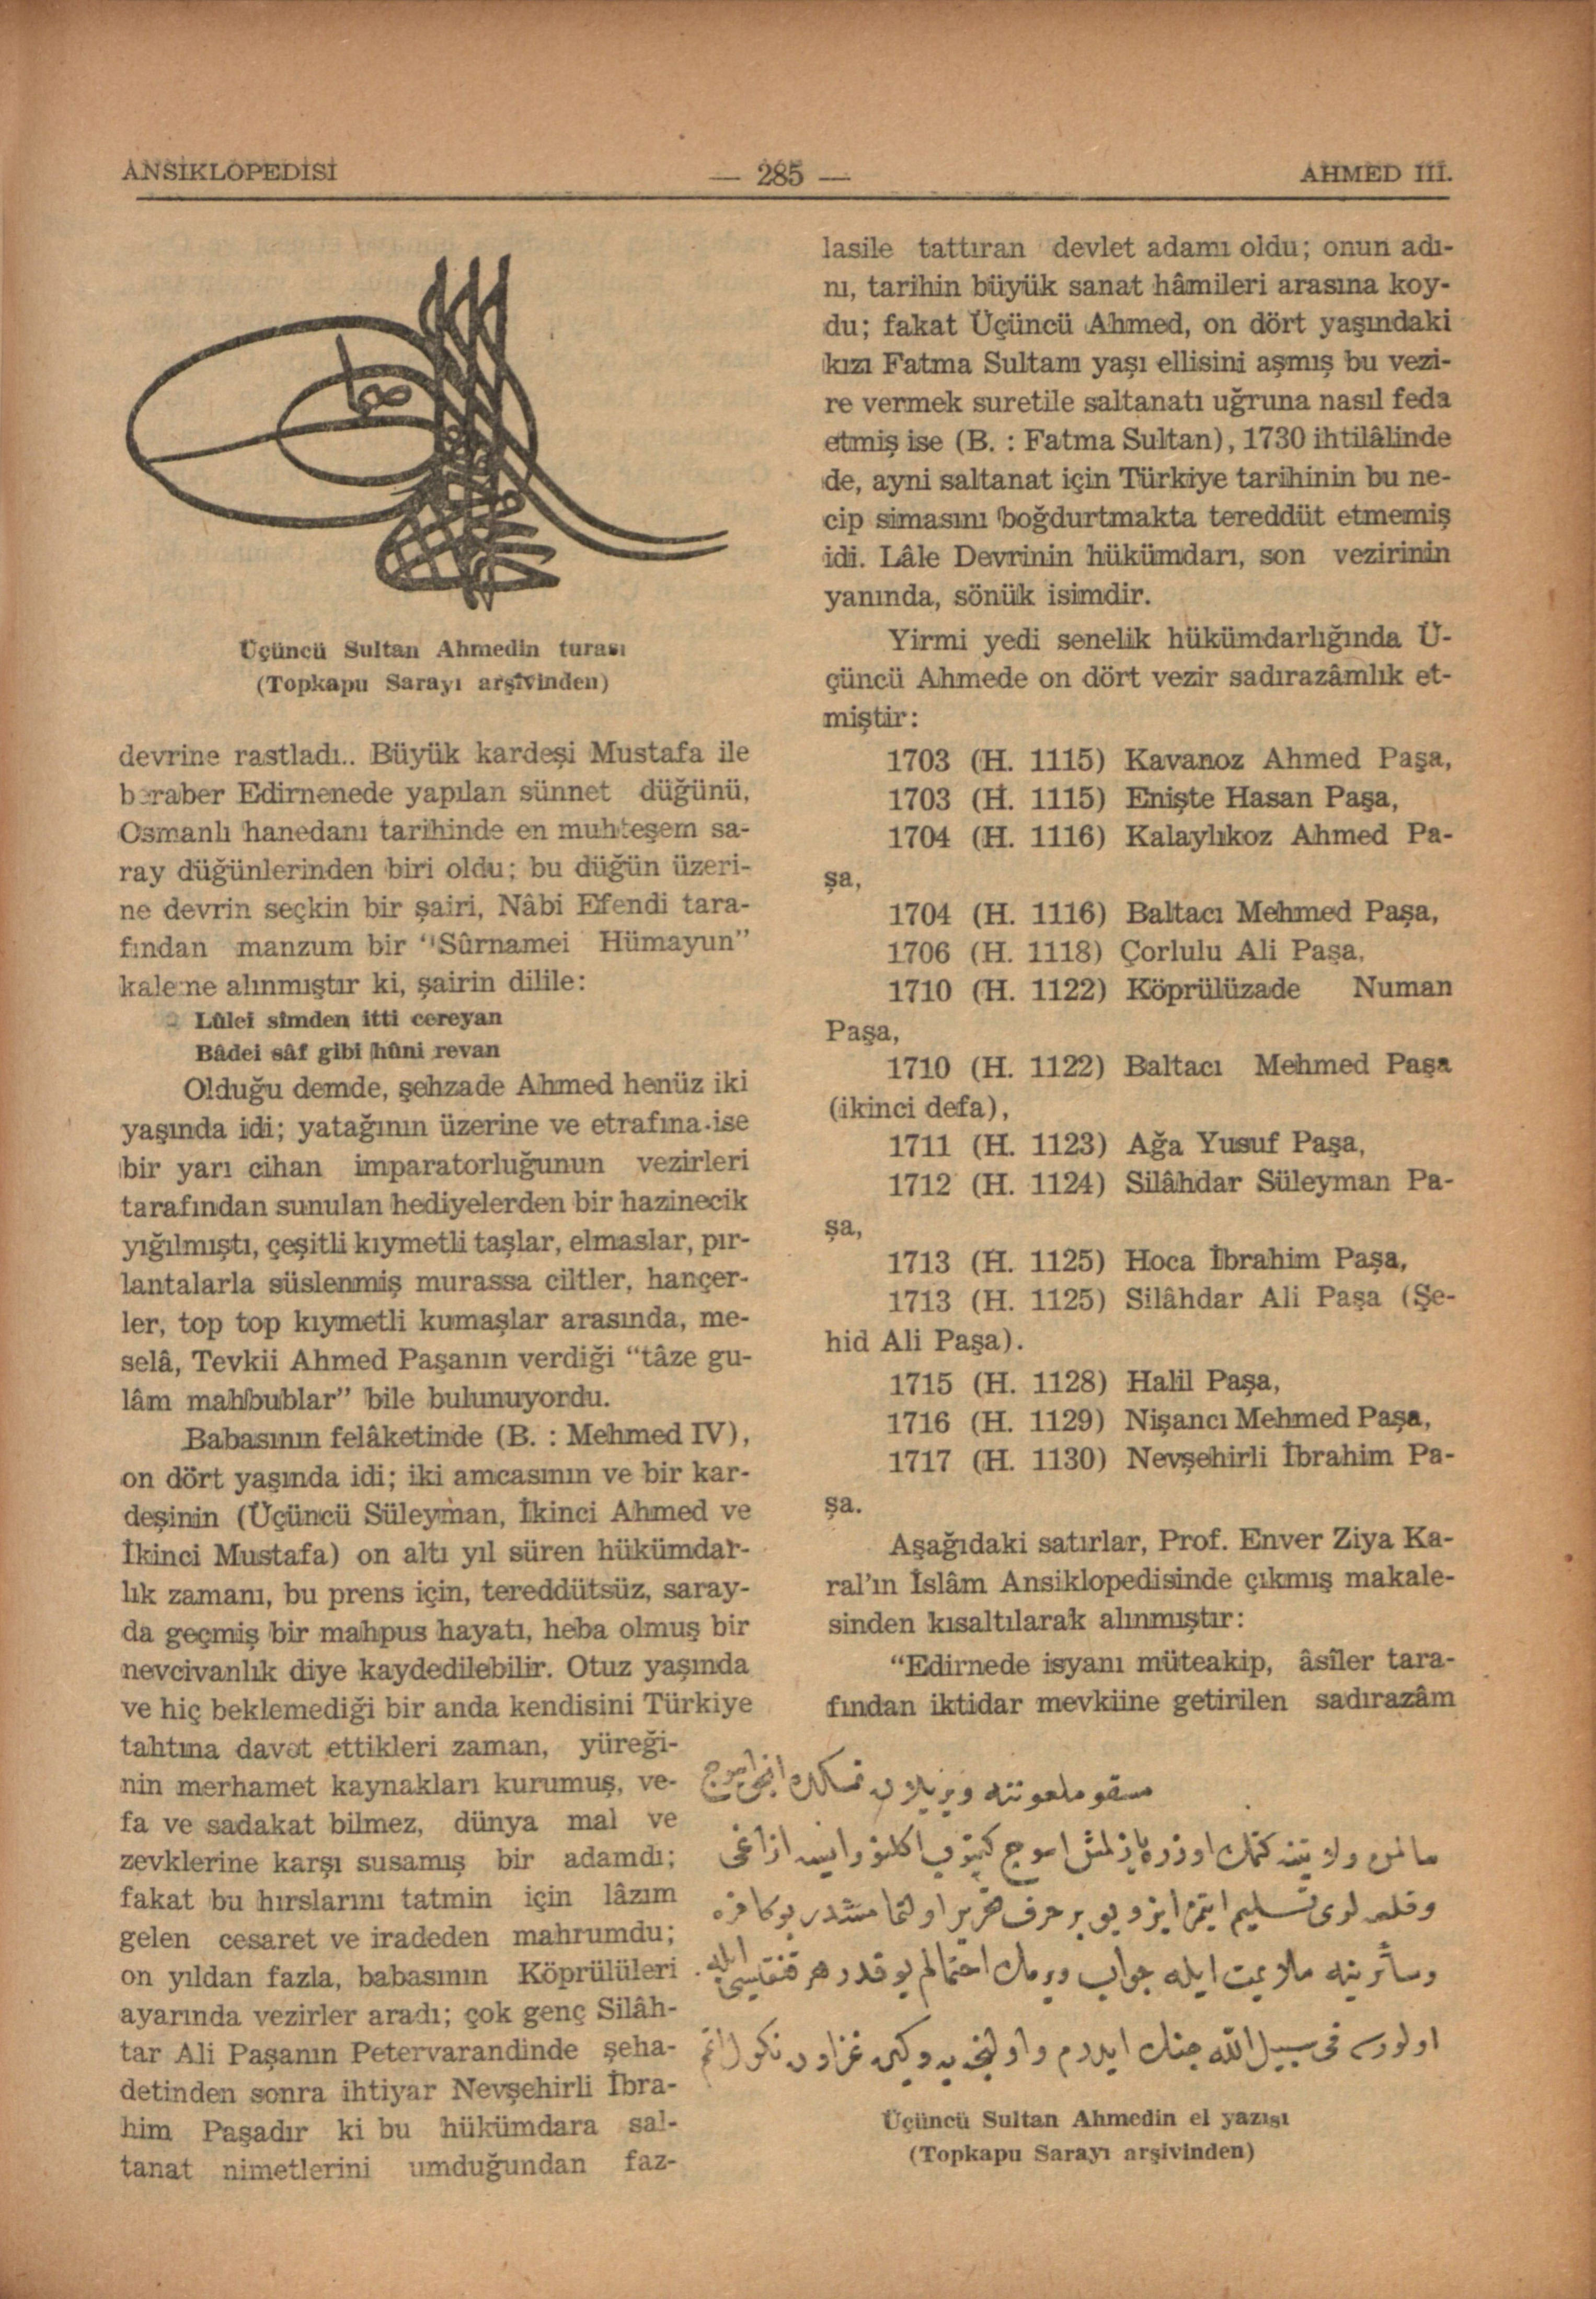 ANSİKLOPEDİSİ
— 285 —
AHMED III.
Üçüncü Sultan Ahmedin turası
(Topkapu Sarayı arşivinden)
devrine rastladı.. Büyük kardeşi Mustafa ile
beraber Edirnenede yapılan sünnet düğünü,
Osmanlı hanedanı tarihinde en muhteşem sa-
ray düğünlerinden biri oldu; bu düğün üzeri-
ne devrin seçkin bir şairi, Nâbi Efendi tara-
fından manzum bir "Sûrnamei Hümayun"
kaleme alınmıştır ki, şairin dilile:
Lûlei simden itti cereyan
Bâdei sâf gibi hûni revan
Olduğu demde, şehzade Ahmed henüz iki
yaşında idi; yatağının üzerine ve etrafına ise
bir yarı cihan imparatorluğunun vezirleri
tarafından sunulan hediyelerden bir hazinecik
yığılmıştı, çeşitli kıymetli taşlar, elmaslar, pır-
lantalarla süslenmiş murassa ciltler, hançer-
ler, top top kıymetli kumaşlar arasında, me-
selâ, Tevkii Ahmed Paşanın verdiği "tâze gu-
lâm mahbublar" bile bulunuyordu.
Babasının felâketinde (B. : Mehmed IV),
on dört yaşında idi; iki amcasının ve bir kar-
deşinin (Üçüncü Süleyman, İkinci Ahmed ve
İkinci Mustafa) on altı yıl süren hükümdar-
lık zamanı, bu prens için, tereddütsüz, saray-
da geçmiş bir mahpus hayatı, heba olmuş bir
nevcivanlık diye kaydedilebilir. Otuz yaşında
ve hiç beklemediği bir anda kendisini Türkiye
tahtına davet ettikleri zaman, yüreği-
nin merhamet kaynakları kurumuş, ve-
fa ve sadakat bilmez, dünya mal ve
zevklerine karşı susamış bir adamdı;
fakat bu hırslarını tatmin için lâzım
gelen cesaret ve iradeden mahrumdu;
on yıldan fazla, babasının Köprülüleri
ayarında vezirler aradı; çok genç Silâh-
tar Ali Paşanın Petervarandinde şeha-
detinden sonra ihtiyar Nevşehirli İbra-
him Paşadır ki bu hükümdara sal-
tanat nimetlerini umduğundan faz-
lasile tattıran devlet adamı oldu; onun adı-
nı, tarihin büyük sanat hâmileri arasına koy-
du; fakat Üçüncü Ahmed, on dört yaşındaki
kızı Fatma Sultanı yaşı ellisini aşmış bu vezi-
re vermek suretile saltanatı uğruna nasıl feda
etmiş ise (B. : Fatma Sultan), 1730 ihtilâlinde
de, ayni saltanat için Türkiye tarihinin bu ne-
cip simasını boğdurtmakta tereddüt etmemiş
idi. Lâle Devrinin hükümdarı, son vezirinin
yanında, sönük isimdir.
Yirmi yedi senelik hükümdarlığında Ü-
çüncü Ahmede on dört vezir sadırazâmlık et-
miştir:
1703 (H. 1115) Kavanoz Ahmed Paşa,
1703 (H. 1115) Enişte Hasan Paşa,
1704 (H. 1116) Kalaylıkoz Ahmed Pa-
şa,
1704 (H. 1116) Baltacı Mehmed Paşa,
1706 (H. 1118) Çorlulu Ali Paşa,
1710 (H. 1122) Köprülüzade Numan
Paşa,
1710 (H. 1122) Baltacı Mehmed Paşa
(ikinci defa),
1711 (H. 1123) Ağa Yusuf Paşa,
1712 (H. 1124) Silâhdar Süleyman Pa-
şa,
1713 (H. 1125) Hoca İbrahim Paşa,
1713 (H. 1125) Silâhdar Ali Paşa (Şe-
hid Ali Paşa).
1715 (H. 1128) Halil Paşa,
1716 (H. 1129) Nişancı Mehmed Paşa,
1717 (H. 1130) Nevşehirli İbrahim Pa-
şa.
Aşağıdaki satırlar, Prof. Enver Ziya Ka-
ral'ın İslâm Ansiklopedisinde çıkmış makale-
sinden kısaltılarak alınmıştır:
"Edirnede isyanı müteakip, âsîler tara-
fından iktidar mevkiine getirilen sadırazâm
Üçüncü Sultan Ahmedin el yazısı
(Topkapu Sarayı arşivinden)